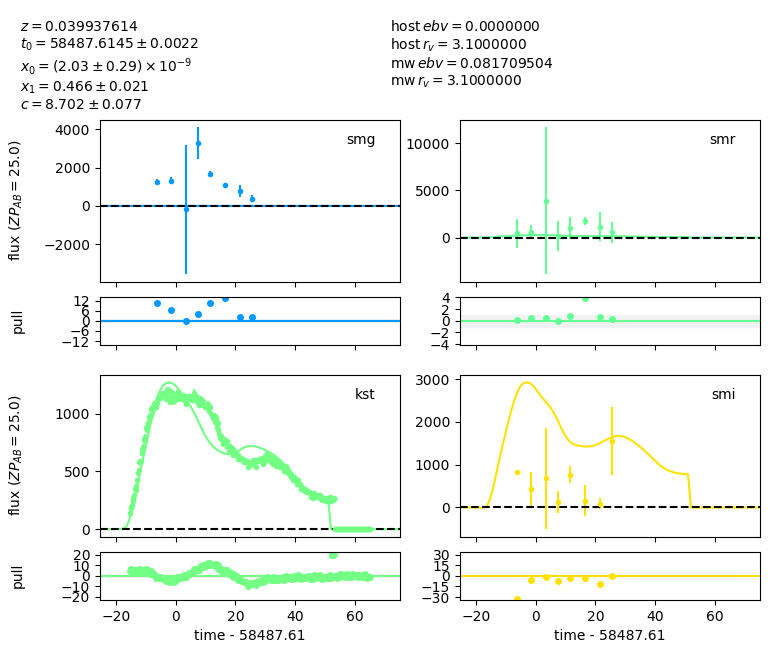 z = 0.039937614
t0 = 58487.6145 ± 0.0022
x0 = (2.03 ± 0.29) × 10^−9
x1 = 0.466 ± 0.021
c = 8.702 ± 0.077
host ebv = 0.0000000
host r_v = 3.1000000
mw ebv = 0.081709504
mw r_v = 3.1000000
smg
flux (ZP_AB = 25.0)
4000
2000
0
−2000
smr
10000
5000
0
pull
12
6
0
−6
−12
4
2
0
−2
−4
kst
flux (ZP_AB = 25.0)
1000
500
0
smi
3000
2000
1000
0
pull
20
10
0
−10
−20
30
15
0
−15
−30
−20 0 20 40 60
−20 0 20 40 60
time - 58487.61
time - 58487.61